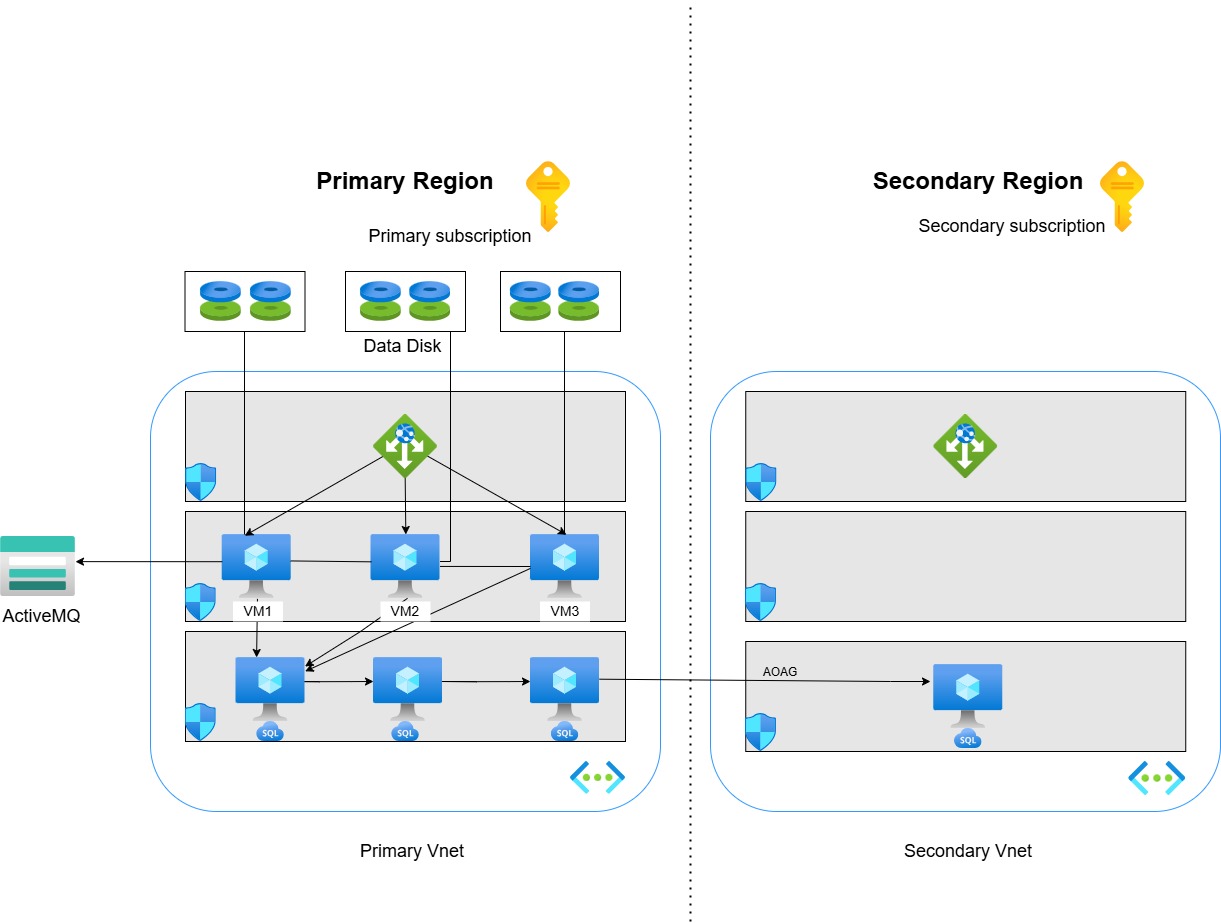 Primary Region
Secondary Region
Primary subscription
Secondary subscription
Data Disk
ActiveMQ
VM1
VM2
VM3
AOAG
SQL
SQL
SQL
SQL
Primary Vnet
Secondary Vnet